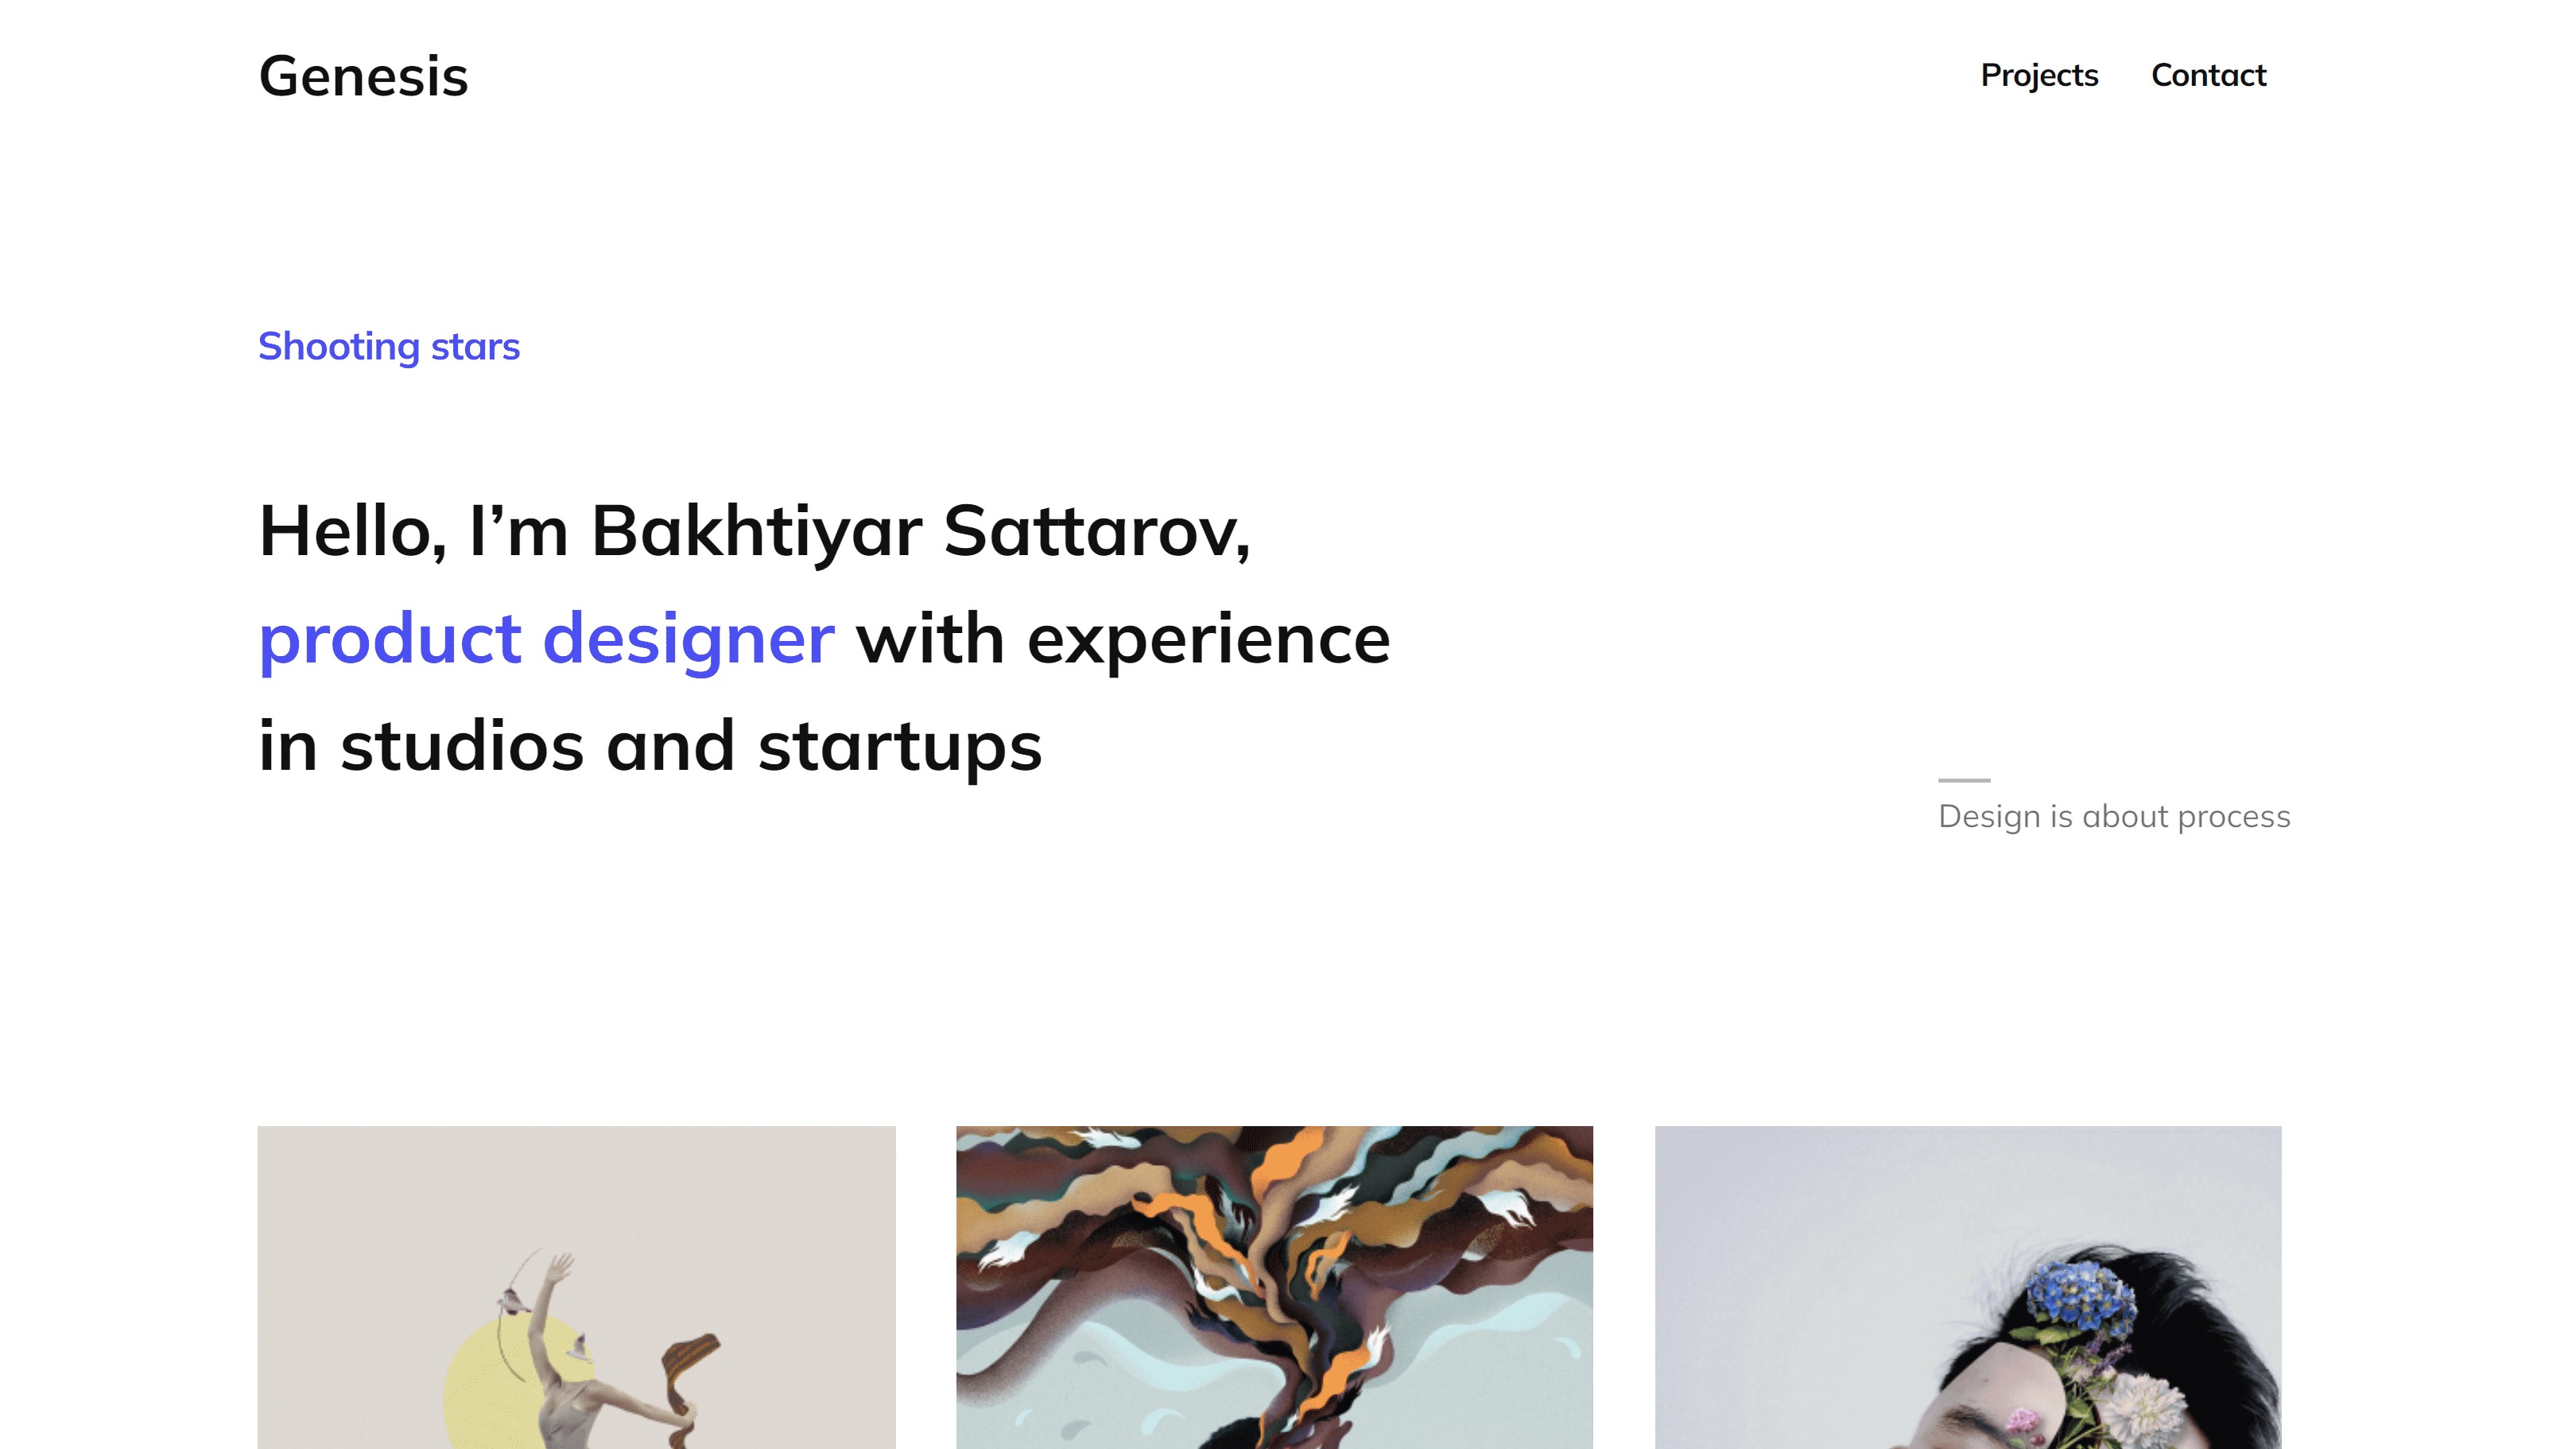 Genesis
Projects
Contact
Shooting stars
Hello, I’m Bakhtiyar Sattarov,
product designer with experience
in studios and startups
Design is about process